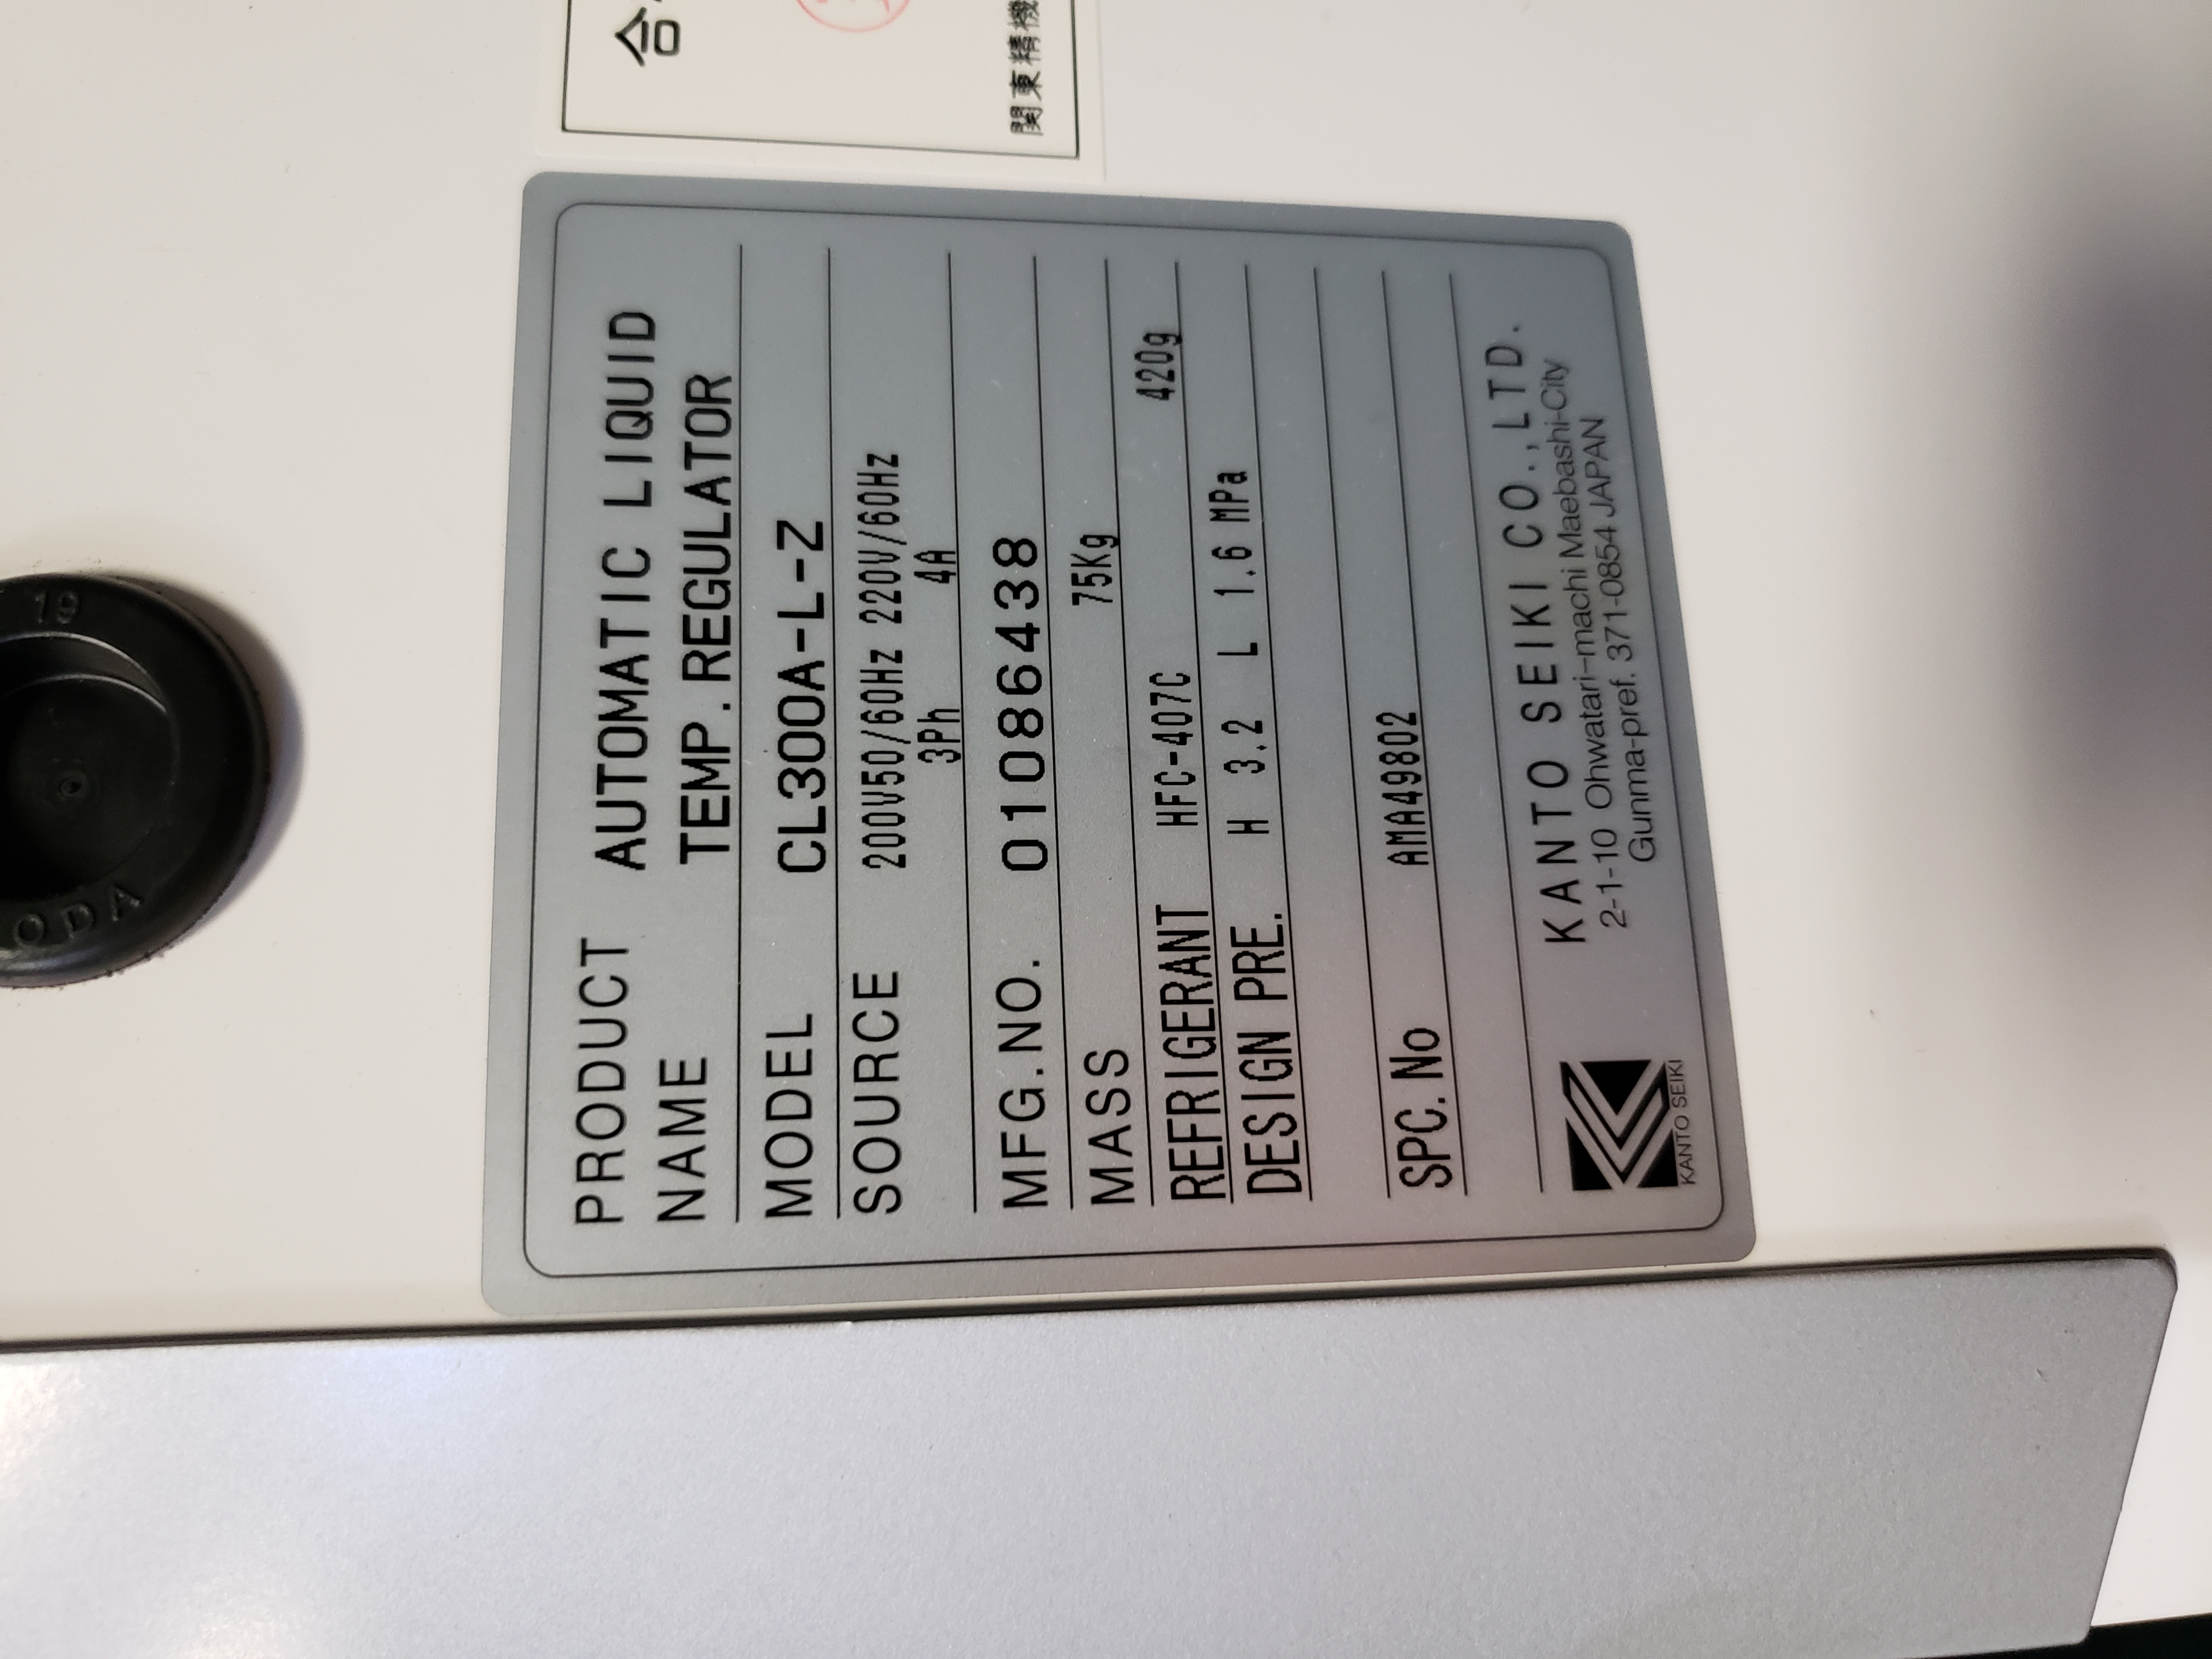 合
関東精機
PRODUCT NAME AUTOMATIC LIQUID TEMP.REGULATOR
MODEL CL300A-L-Z
SOURCE 200V50/60Hz 220V/60Hz
3Ph 4A
MFG.NO. 01086438
MASS 75Kg
REFRIGERANT HFC-407C 420g
DESIGN PRE. H 3.2 L 1.6 MPa
SPC.No AMA49802
KANTO SEIKI CO.,LTD.
2-1-10 Ohwatari-machi Maebashi-City
Gunma-pref. 371-0854 JAPAN
KANTO SEIKI
19
ODA